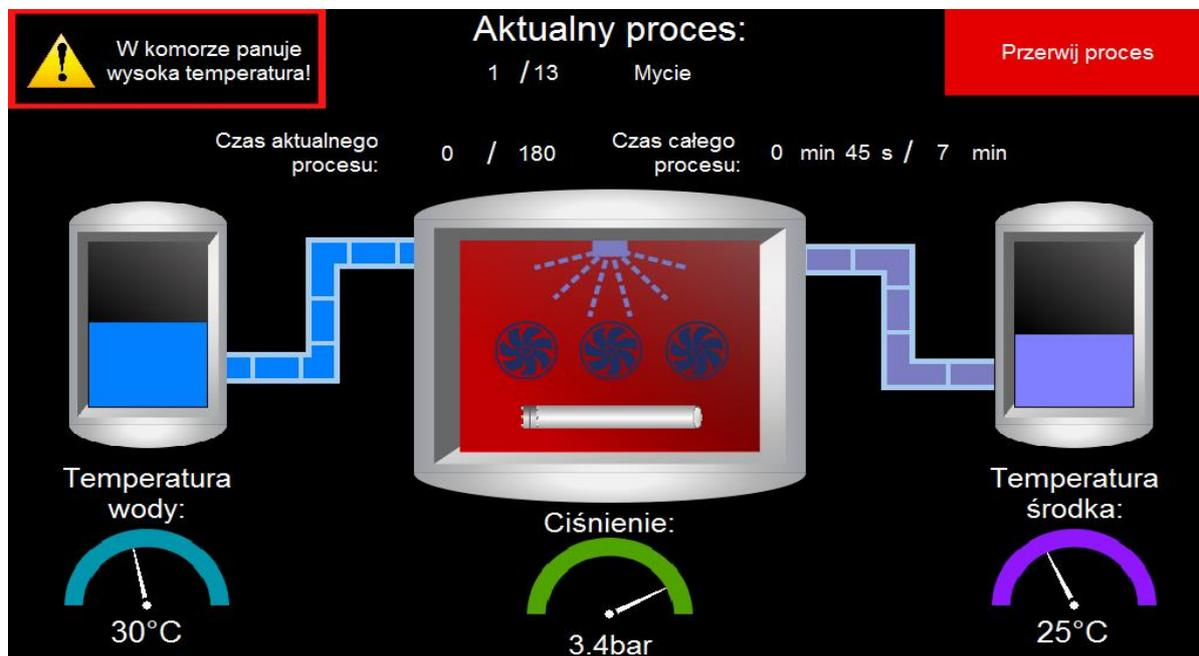 W komorze panuje
wysoka temperatura!
Aktualny proces:
1 / 13 Mycie
Przerwij proces
Czas aktualnego
procesu:
0 / 180
Czas całego
procesu:
0 min 45 s / 7 min
Temperatura
wody:
30°C
Ciśnienie:
3.4bar
Temperatura
środka:
25°C